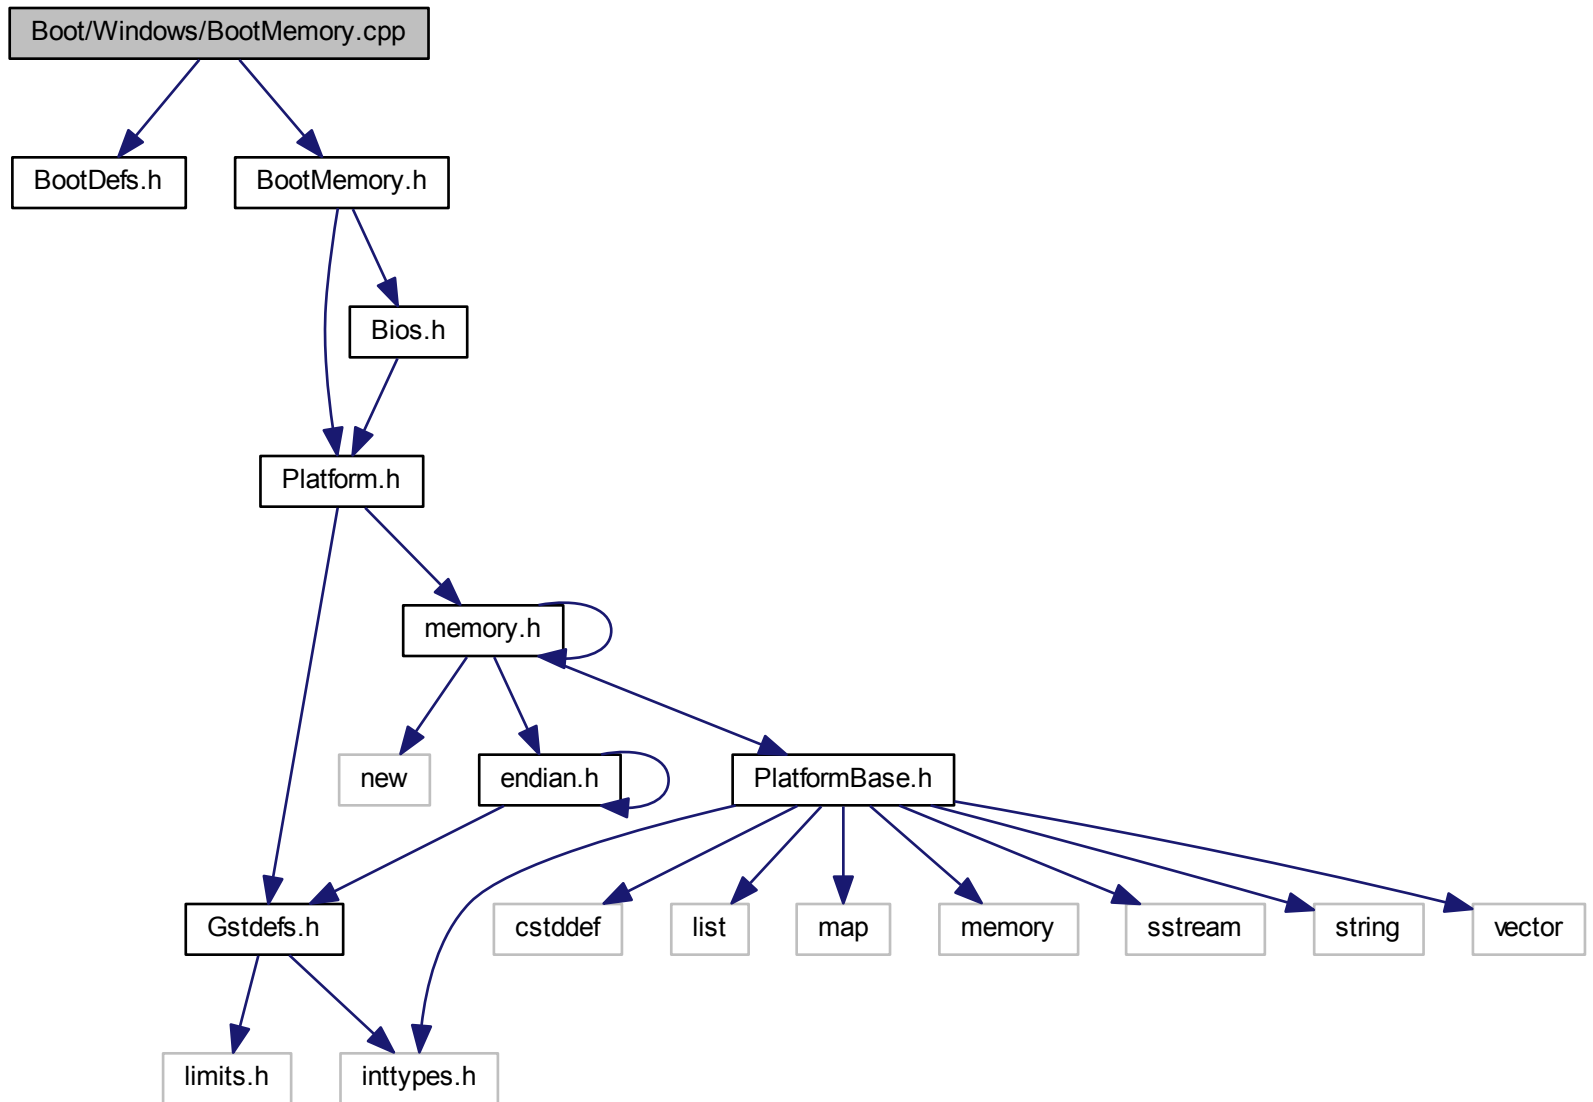 Boot/Windows/BootMemory.cpp
BootDefs.h
BootMemory.h
Bios.h
Platform.h
memory.h
new
endian.h
PlatformBase.h
Gstdefs.h
cstddef
list
map
memory
sstream
string
vector
limits.h
inttypes.h